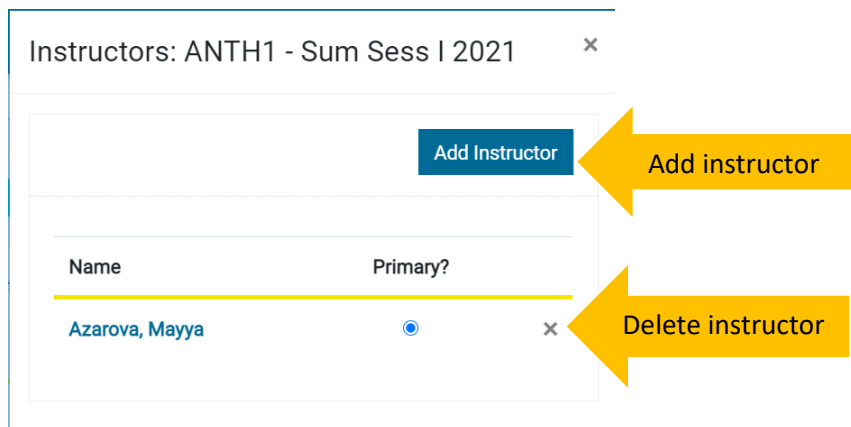 Instructors: ANTH1 - Sum Sess I 2021 ×
Add Instructor
Add instructor
Name Primary?
Azarova, Mayya ×
Delete instructor